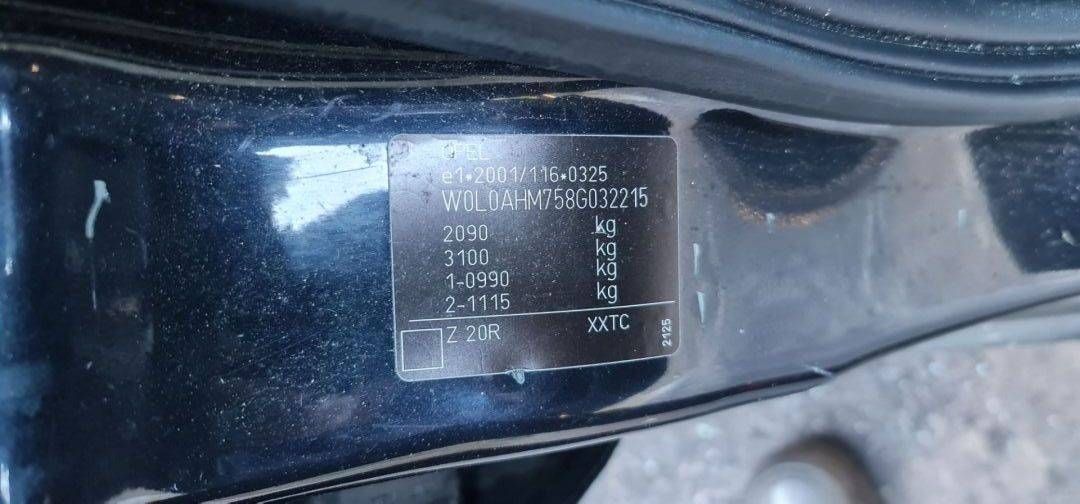 OPEL
e1*2001/116*0325
W0L0AHM758G032215
2090 kg
3100 kg
1-0990 kg
2-1115 kg
Z 20R XXTC
2125